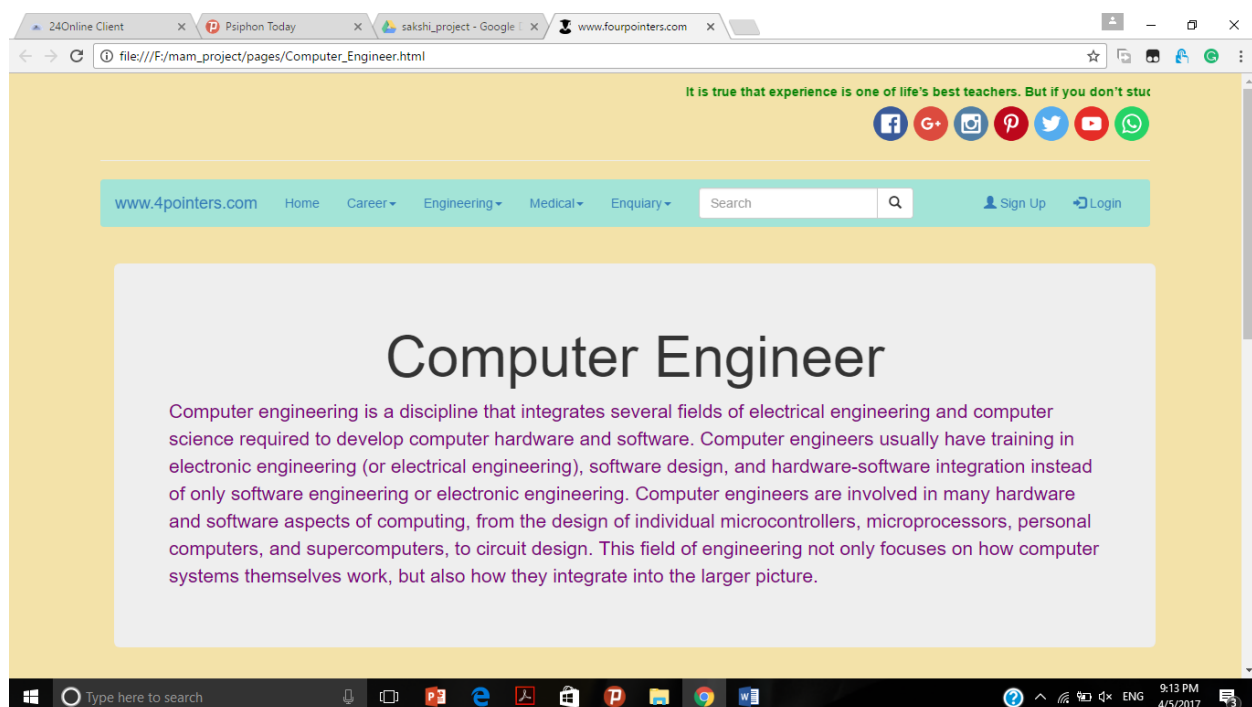 24Online Client
Psiphon Today
sakshi_project - Google
www.fourpointers.com
file:///F:/mam_project/pages/Computer_Engineer.html
It is true that experience is one of life's best teachers. But if you don't
www.4pointers.com Home Career Engineering Medical Enquiary Search Sign Up Login
Computer Engineer
Computer engineering is a discipline that integrates several fields of electrical engineering and computer
science required to develop computer hardware and software. Computer engineers usually have training in
electronic engineering (or electrical engineering), software design, and hardware-software integration instead
of only software engineering or electronic engineering. Computer engineers are involved in many hardware
and software aspects of computing, from the design of individual microcontrollers, microprocessors, personal
computers, and supercomputers, to circuit design. This field of engineering not only focuses on how computer
systems themselves work, but also how they integrate into the larger picture.
Type here to search
ENG
9:13 PM
4/5/2017